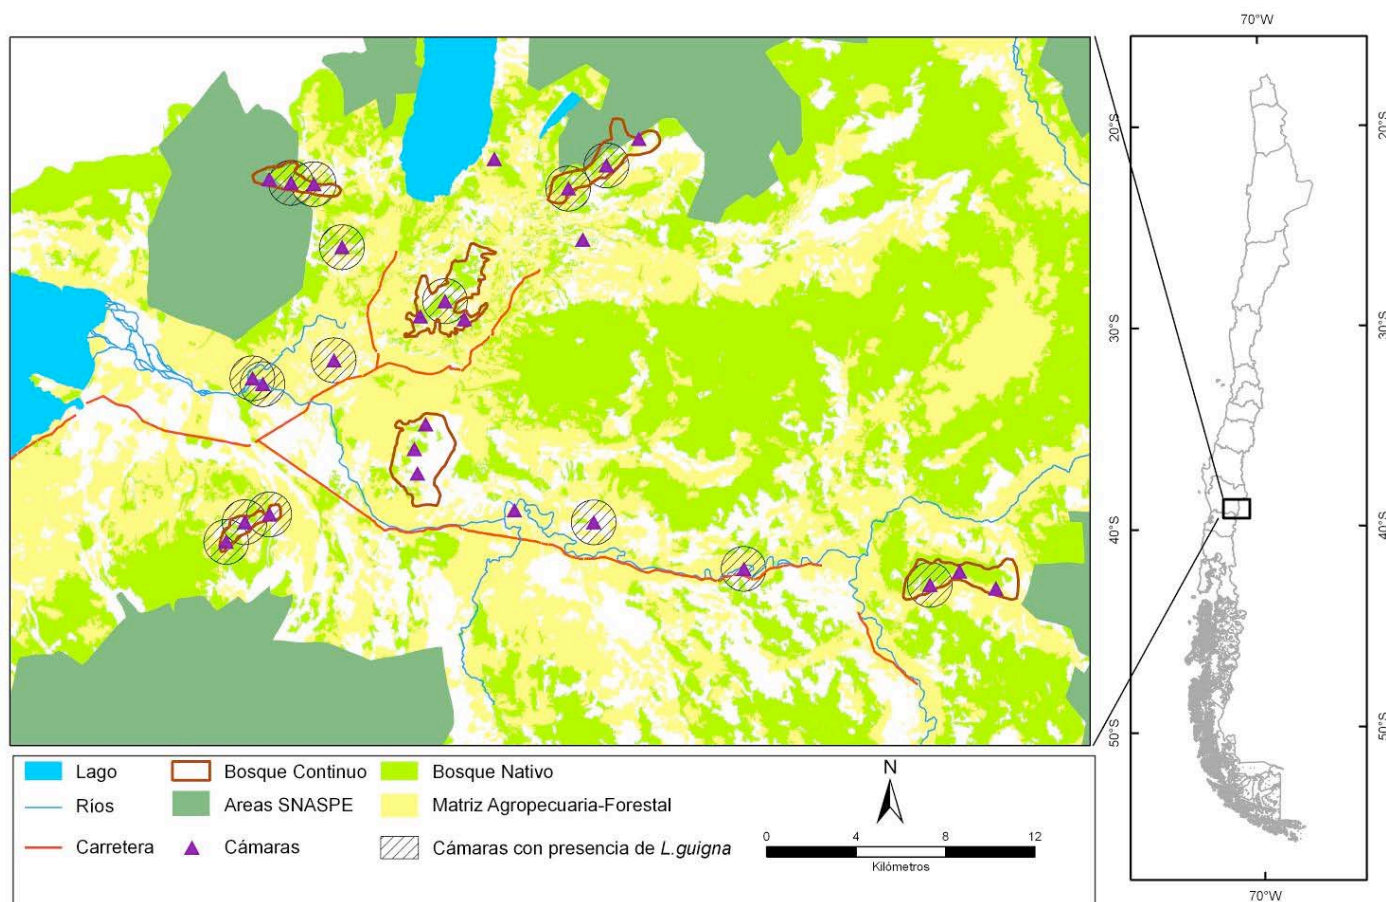 70°W
20°S
20°S
30°S
30°S
40°S
40°S
50°S
50°S
Lago
Bosque Continuo
Bosque Nativo
N
Ríos
Areas SNASPE
Matriz Agropecuaria-Forestal
0 4 8 12
Carretera
Cámaras
Cámaras con presencia de L.guigna
Kilómetros
70°W